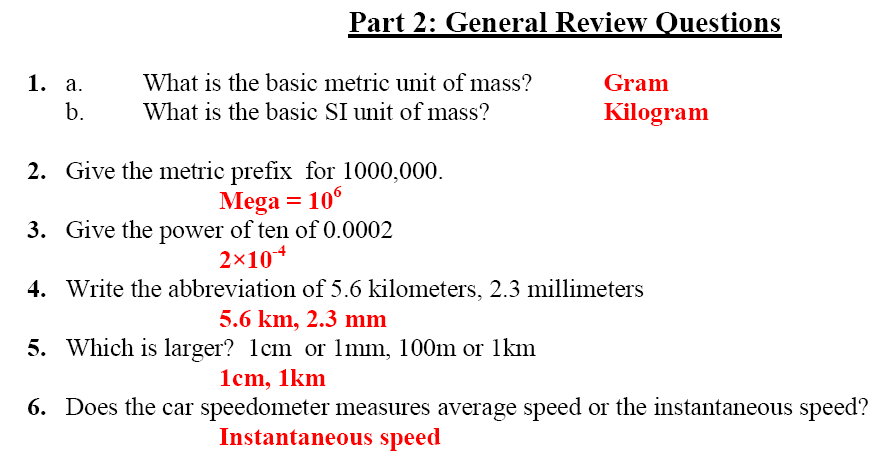 Part 2: General Review Questions
1. a. What is the basic metric unit of mass? Gram
b. What is the basic SI unit of mass? Kilogram
2. Give the metric prefix for 1000,000.
Mega = 10⁶
3. Give the power of ten of 0.0002
2×10⁻⁴
4. Write the abbreviation of 5.6 kilometers, 2.3 millimeters
5.6 km, 2.3 mm
5. Which is larger? 1cm or 1mm, 100m or 1km
1cm, 1km
6. Does the car speedometer measures average speed or the instantaneous speed?
Instantaneous speed